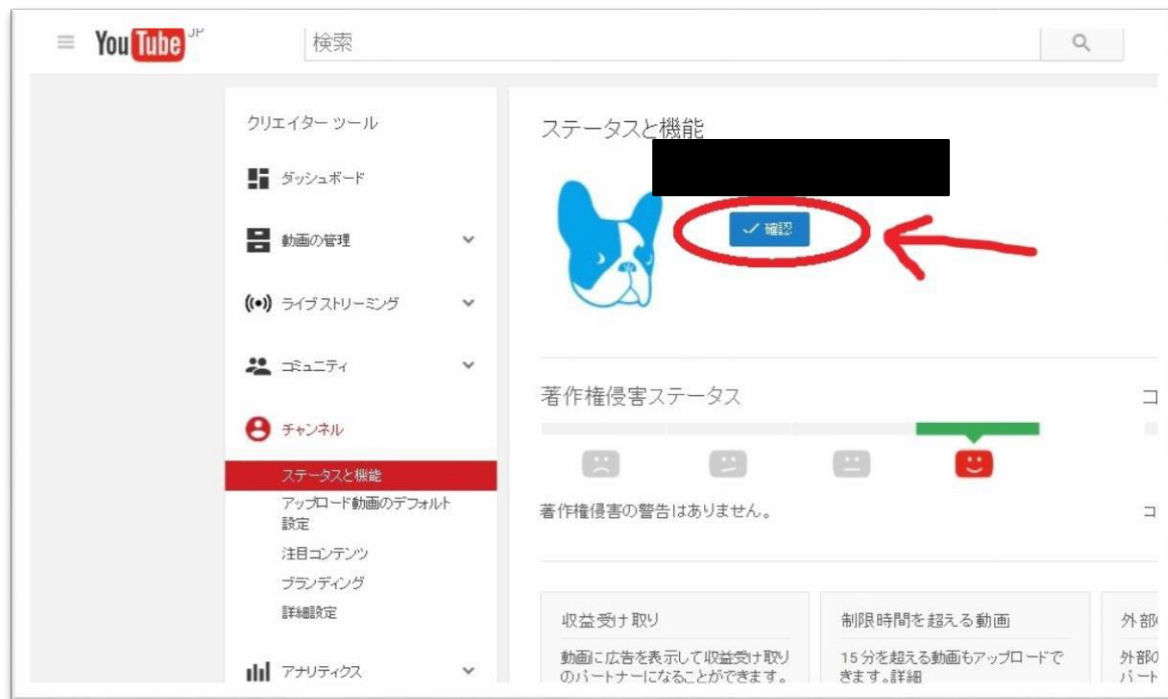 YouTube JP
検索
クリエイター ツール
ダッシュボード
動画の管理
ライブ ストリーミング
コミュニティ
チャンネル
ステータスと機能
アップロード動画のデフォルト
設定
注目コンテンツ
ブランディング
詳細設定
アナリティクス
ステータスと機能
確認
著作権侵害ステータス
コ
著作権侵害の警告はありません。
コ
収益受け取り
動画に広告を表示して収益受け取り
のパートナーになることができます。
制限時間を超える動画
15 分を超える動画もアップロードで
きます。詳細
外部
外部の
パート